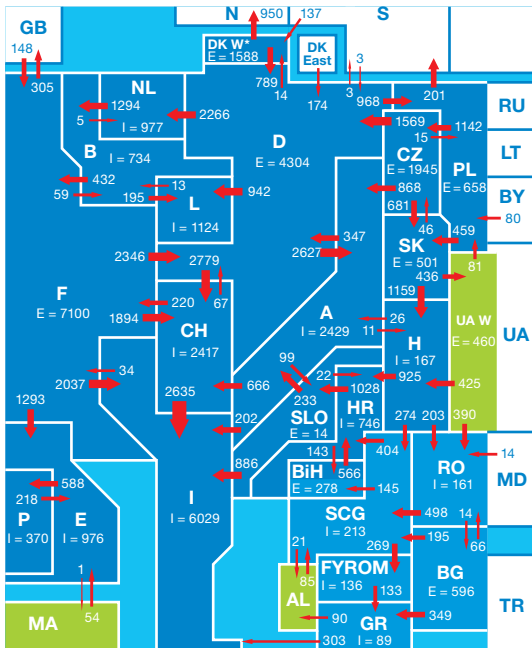 N 950 137 S
GB
148
305
DK W*
E = 1588
DK
East
789
14
174
3
3
968
201
RU
NL
1294
I = 977
5
2266
B
I = 734
D
E = 4304
1569
1142
15
CZ
E = 1945
PL
E = 658
LT
BY
80
432
59
195
13
L
I = 1124
942
868
681
46
459
SK
E = 501
436
81
2346
2779
67
347
2627
1159
F
E = 7100
220
1894
CH
I = 2417
A
I = 2429
26
11
H
I = 167
UA W
E = 460
UA
34
2037
2635
666
99
233
22
1028
925
425
1293
202
SLO
E = 14
HR
I = 746
274
203
390
588
218
P
I = 370
E
I = 976
886
I
I = 6029
143
566
404
BiH
E = 278
145
RO
I = 161
14
MD
SCG
I = 213
498
14
66
195
269
1
54
MA
21
85
AL
FYROM
I = 136
133
BG
E = 596
90
349
303
GR
I = 89
TR